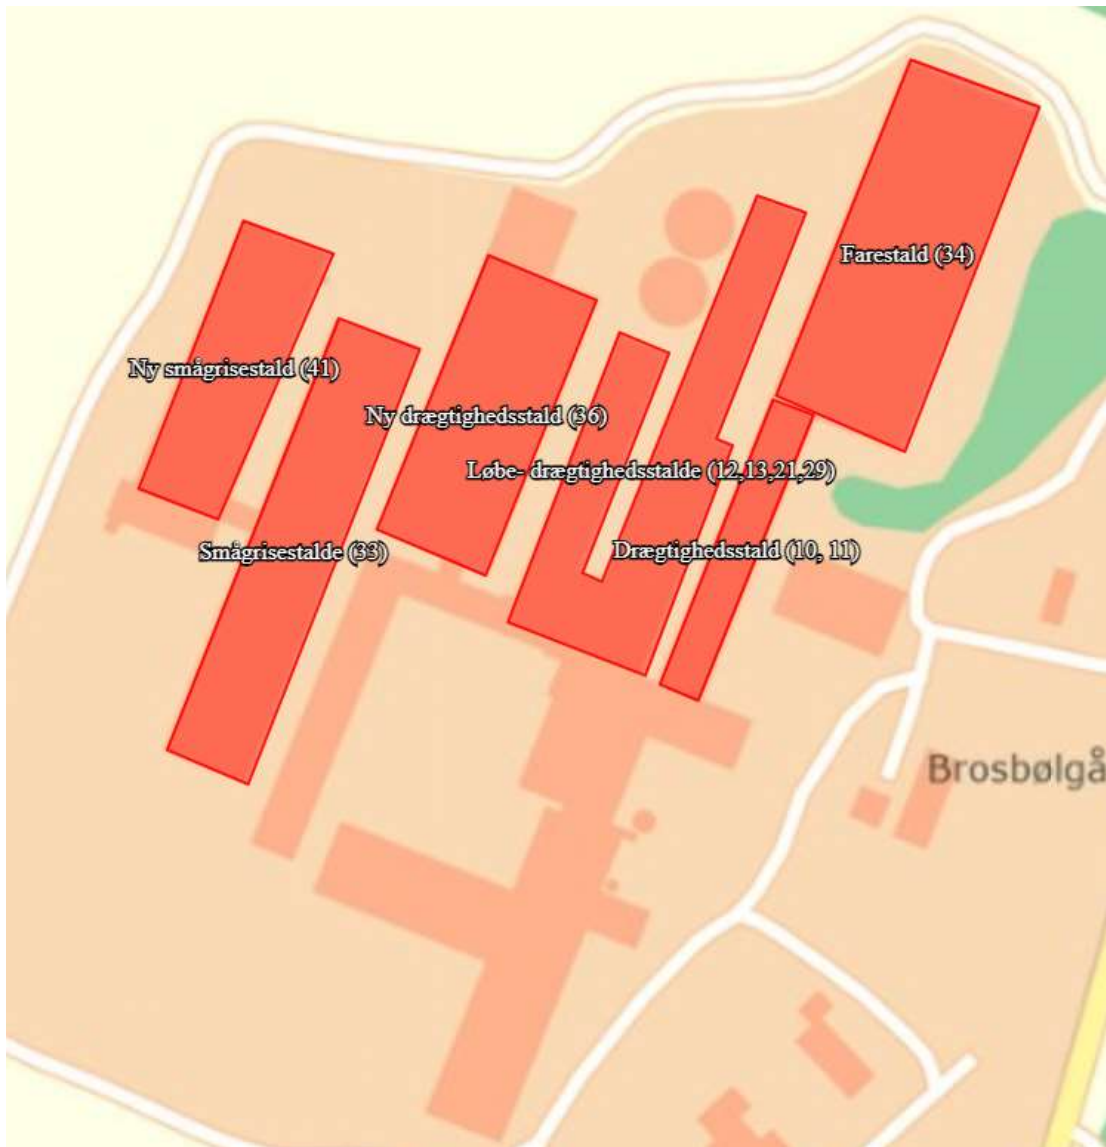 Farestald (34)
Ny smågrisestald (41)
Ny drægtighedsstald (36)
Løbe- drægtighedsstalde (12,13,21,29)
Smågrisestalde (33)
Drægtighedsstald (10, 11)
Brosbølgå